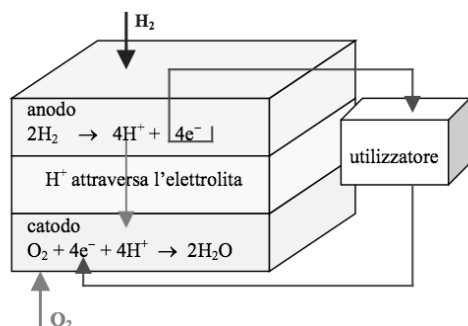 H₂
anodo
2H₂ → 4H⁺ + 4e⁻
utilizzatore
H⁺ attraversa l'elettrolita
catodo
O₂ + 4e⁻ + 4H⁺ → 2H₂O
O₂